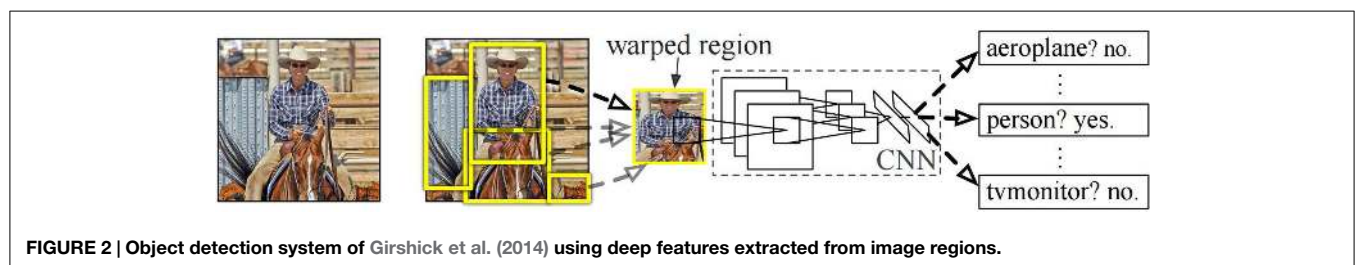 warped region
aeroplane? no.
person? yes.
CNN
tvmonitor? no.
FIGURE 2 | Object detection system of Girshick et al. (2014) using deep features extracted from image regions.